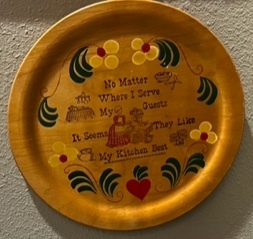 No Matter
Where I Serve
My Guests
It Seems They Like
My Kitchen Best